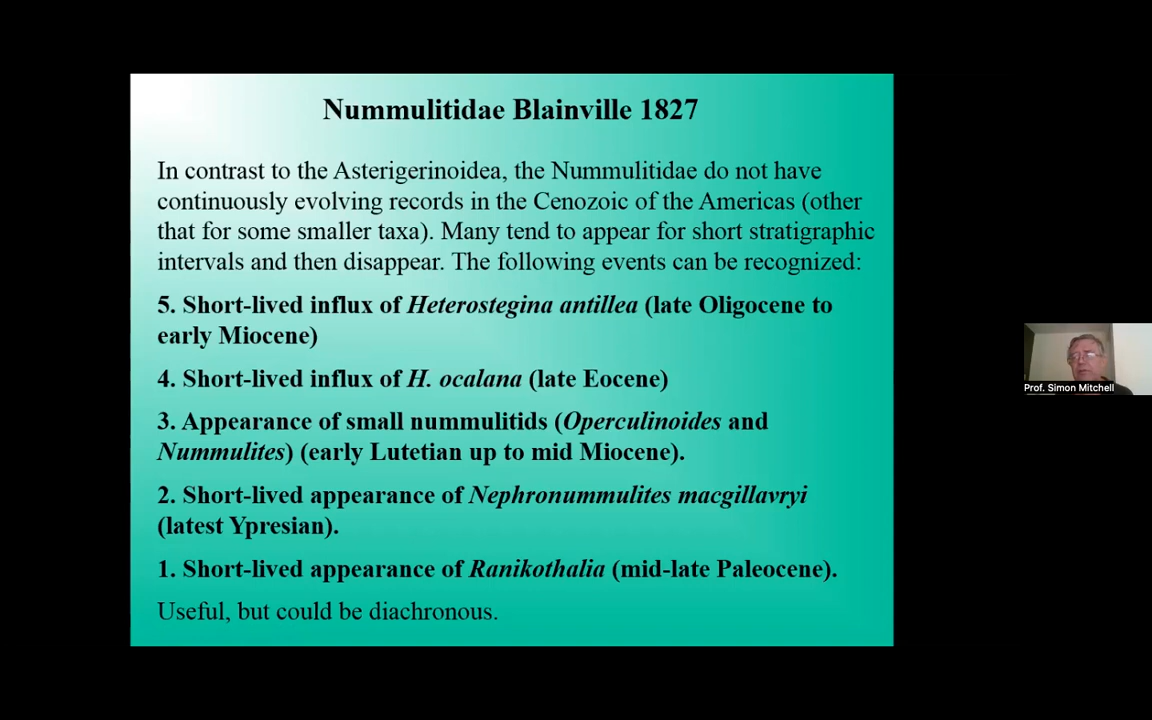 Nummulitidae Blainville 1827
In contrast to the Asterigerinoidea, the Nummulitidae do not have
continuously evolving records in the Cenozoic of the Americas (other
that for some smaller taxa). Many tend to appear for short stratigraphic
intervals and then disappear. The following events can be recognized:
5. Short-lived influx of Heterostegina antillea (late Oligocene to
early Miocene)
4. Short-lived influx of H. ocalana (late Eocene)
3. Appearance of small nummulitids (Operculinoides and
Nummulites) (early Lutetian up to mid Miocene).
2. Short-lived appearance of Nephronummulites macgillavryi
(latest Ypresian).
1. Short-lived appearance of Ranikothalia (mid-late Paleocene).
Useful, but could be diachronous.
Prof. Simon Mitchell